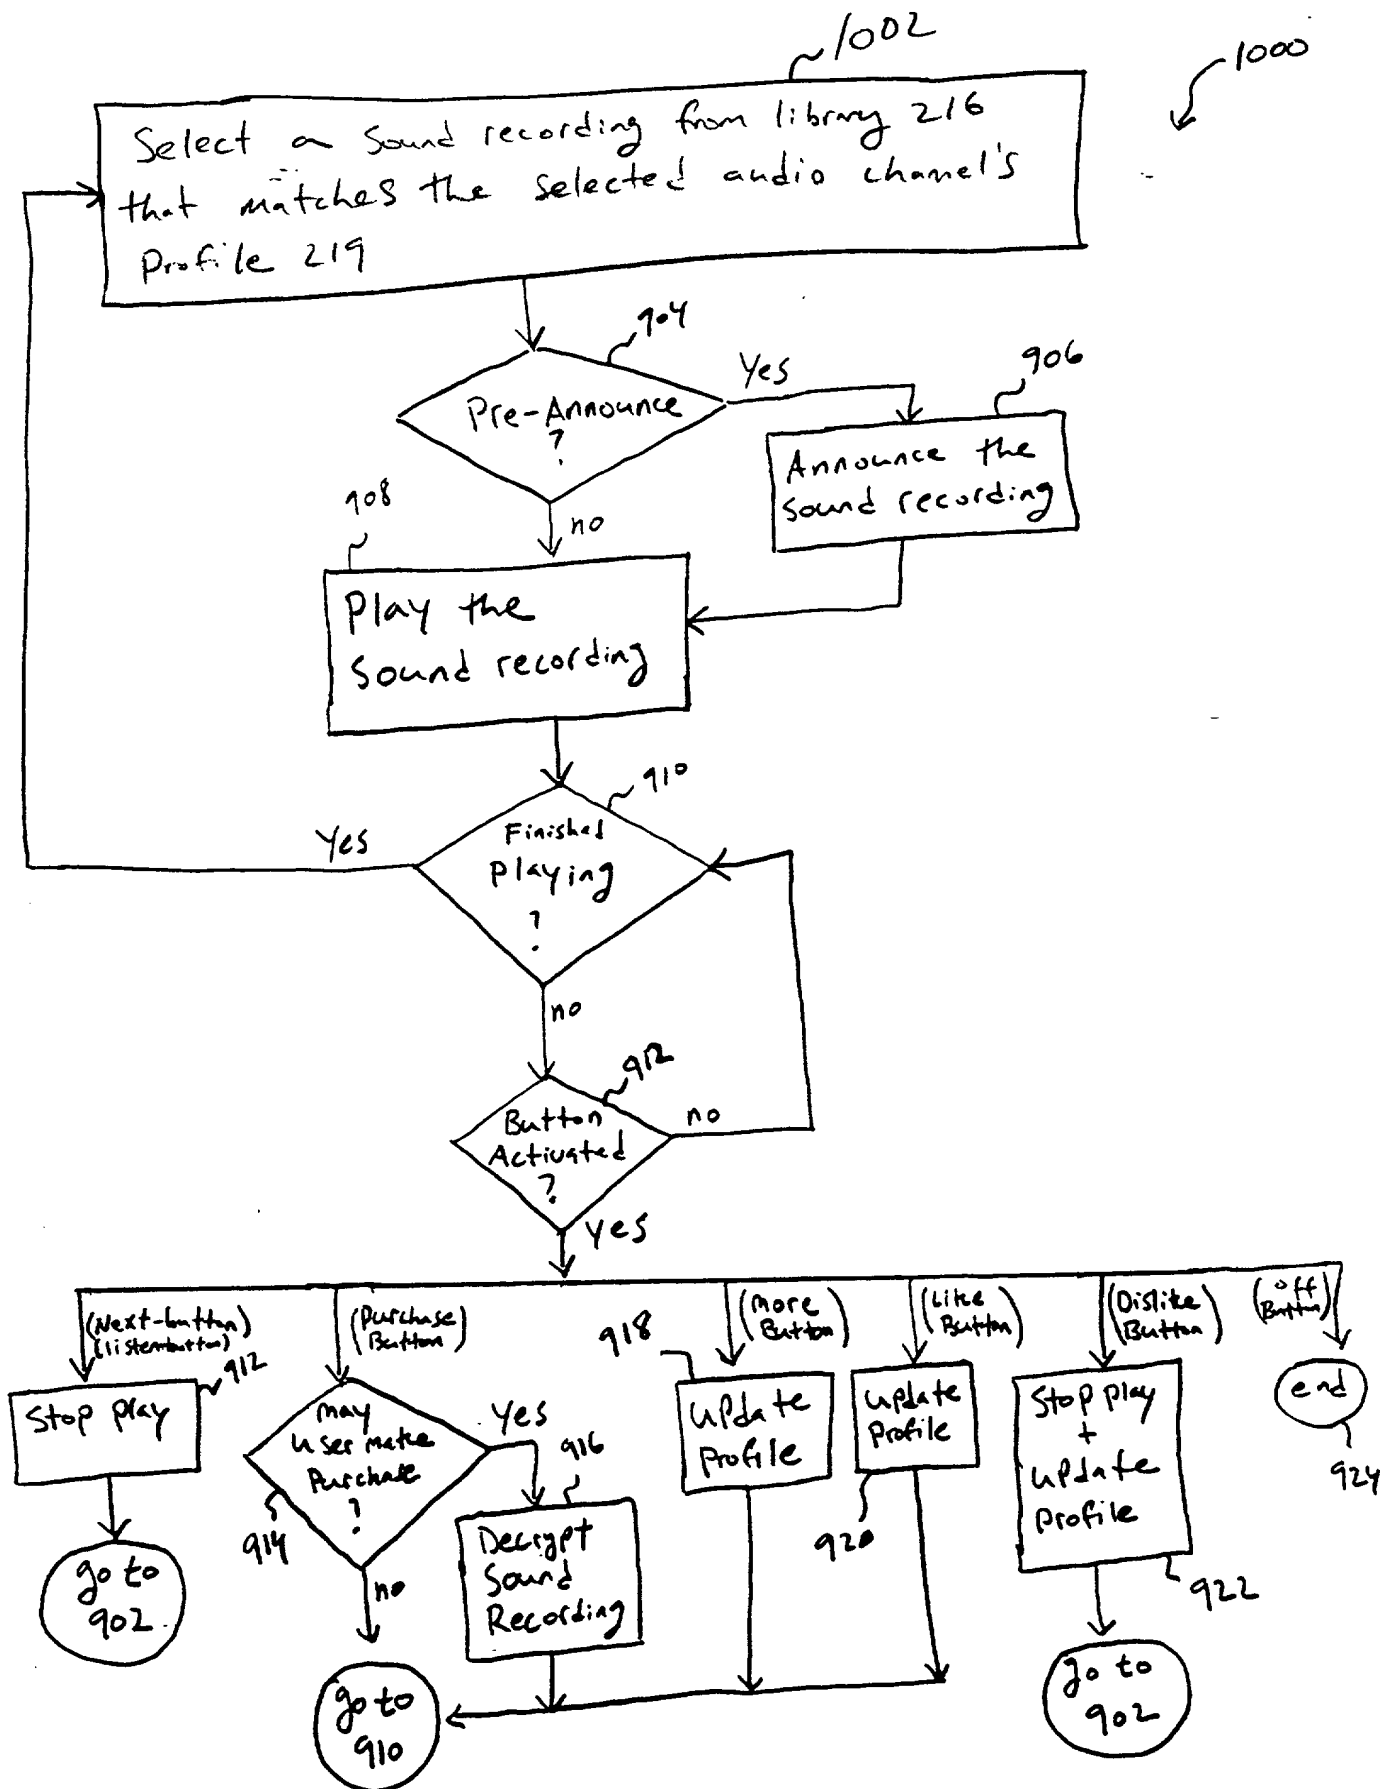 1002
1000
Select a sound recording from library 216
that matches the selected audio channel's
Profile 219
904
Yes
906
Pre-Announce
?
Announce the
sound recording
908
no
Play the
Sound recording
910
Yes
Finished
Playing
?
no
912
Button
Activated
?
no
yes
(Next-button)
(listenbutton)
(Purchase
Button)
(more
Button)
(Like
Button)
(Dislike
Button)
(off
Button)
912
918
Stop play
may
User make
Purchase
?
Yes
916
update
Profile
update
Profile
Stop play
+
update
Profile
end
924
914
no
Decrypt
Sound
Recording
920
922
go to
902
go to
910
go to
902